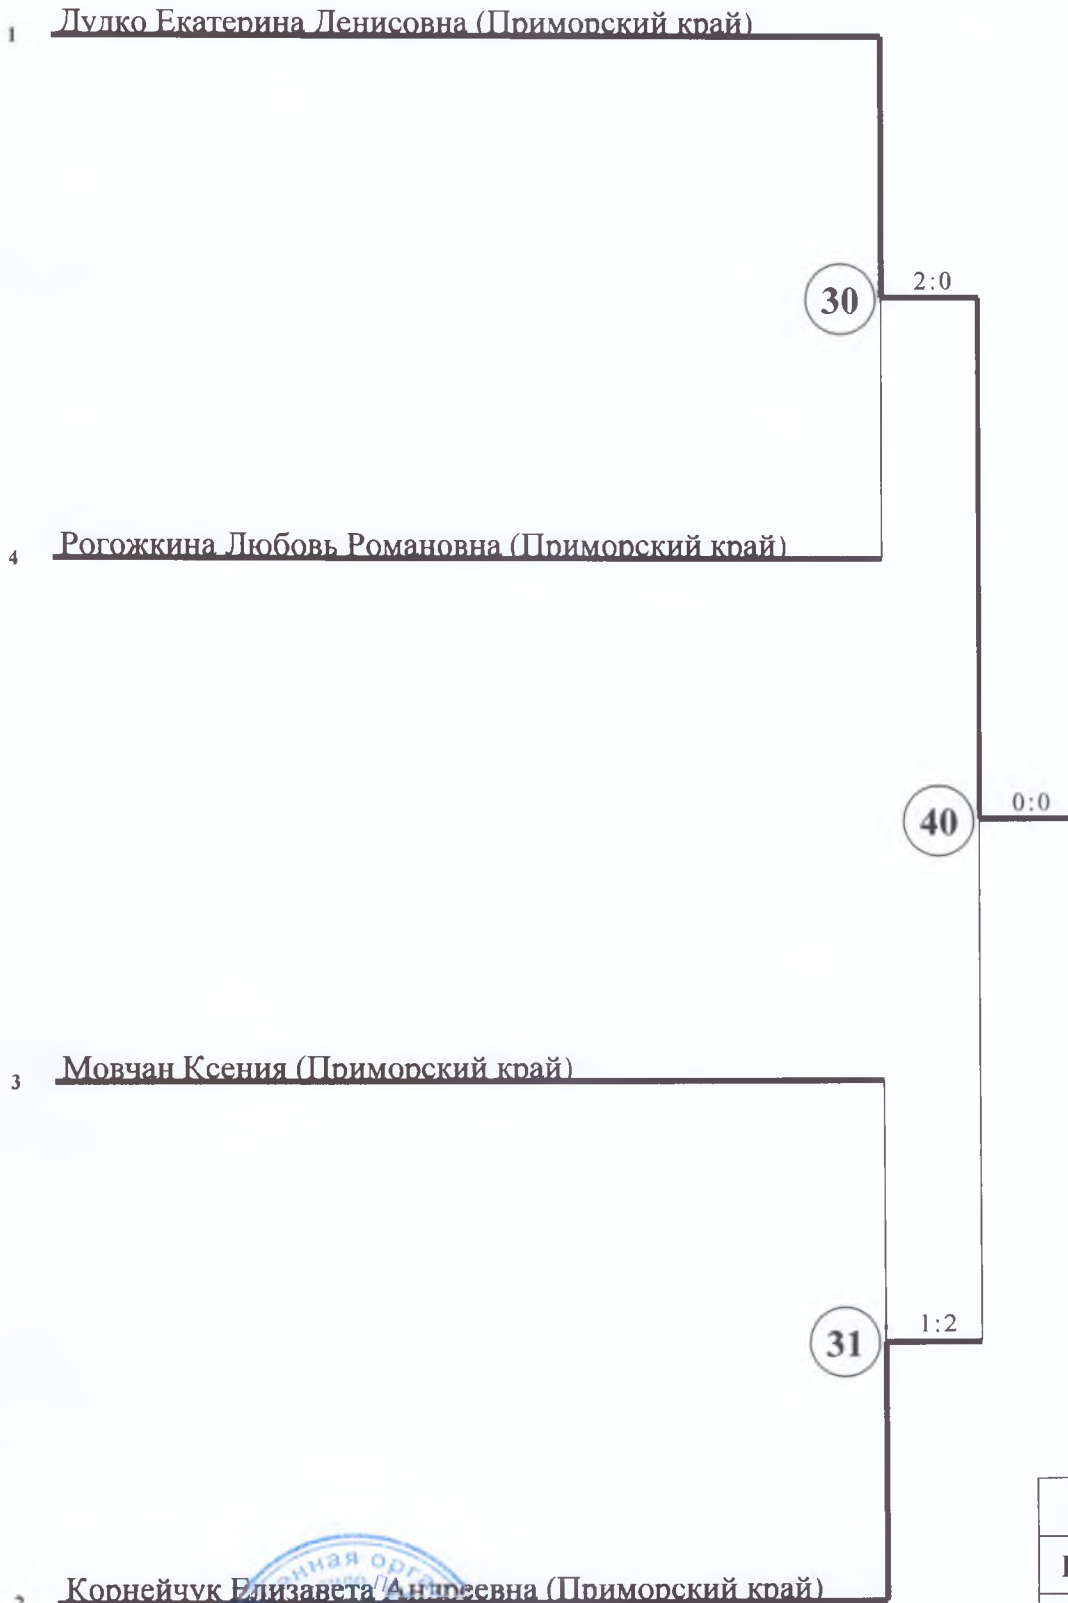 1 Дудко Екатерина Денисовна (Приморский край)
30 2:0
4 Рогожкина Любовь Романовна (Приморский край)
40 0:0
3 Мовчан Ксения (Приморский край)
31 1:2
2 Корнейчук Елизавета Андреевна (Приморский край)